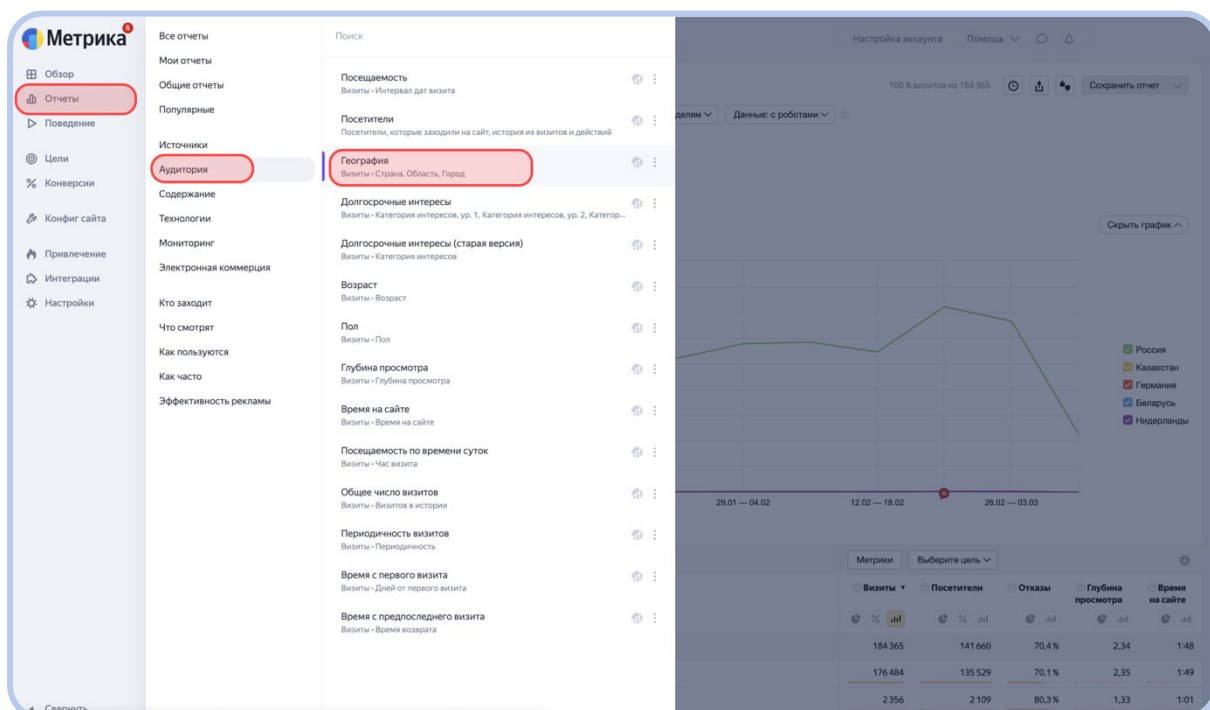 Метрика
Обзор
Отчеты
Поведение
Цели
Конверсии
Конфиг сайта
Привлечение
Интеграции
Настройки
Свернуть
Все отчеты
Мои отчеты
Общие отчеты
Популярные
Источники
Аудитория
Содержание
Технологии
Мониторинг
Электронная коммерция
Кто заходит
Что смотрят
Как пользуются
Как часто
Эффективность рекламы
Поиск
Посещаемость
Визиты • Интервал дат визита
Посетители
Посетители, которые заходили на сайт, история их визитов и действий
География
Визиты • Страна, Область, Город
Долгосрочные интересы
Визиты • Категория интересов, ур. 1, Категория интересов, ур. 2, Категор...
Долгосрочные интересы (старая версия)
Визиты • Категория интересов
Возраст
Визиты • Возраст
Пол
Визиты • Пол
Глубина просмотра
Визиты • Глубина просмотра
Время на сайте
Визиты • Время на сайте
Посещаемость по времени суток
Визиты • Час визита
Общее число визитов
Визиты • Визитов в истории
Периодичность визитов
Визиты • Периодичность
Время с первого визита
Визиты • Дней от первого визита
Время с предпоследнего визита
Визиты • Время возврата
Настройка аккаунта Помощь
100 % визитов из 184 365 Сохранить отчет
делям Данные: с роботами
Скрыть график
Россия
Казахстан
Германия
Беларусь
Нидерланды
29.01 — 04.02 12.02 — 18.02 26.02 — 03.03
Метрики Выберите цель
Визиты Посетители Отказы Глубина просмотра Время на сайте
184 365 141 660 70,4 % 2,34 1:48
176 484 135 529 70,1 % 2,35 1:49
2 356 2 109 80,3 % 1,33 1:01